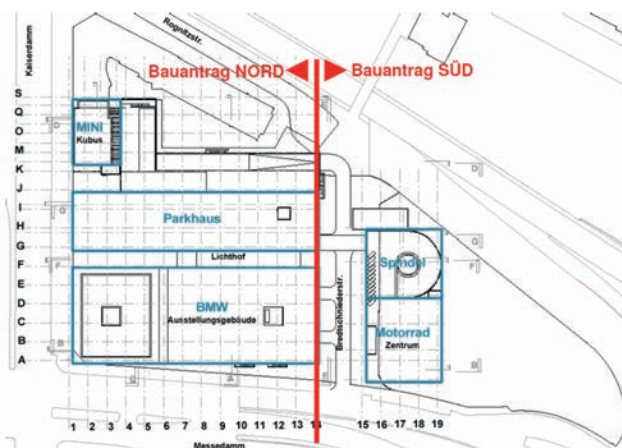 Kaiserdamm
Rognitzstr.
Bauantrag NORD
Bauantrag SÜD
S
Q
O
M
K
J
I
H
G
F
E
D
C
B
A
MINI
Kubus
Parkhaus
Lichthof
BMW
Ausstellungsgebäude
Bredtschniederstr.
Spindel
Motorrad
Zentrum
D
G
F
B
D
G
F
B
1 2 3 4 5 6 7 8 9 10 11 12 13 14 15 16 17 18 19
Messedamm